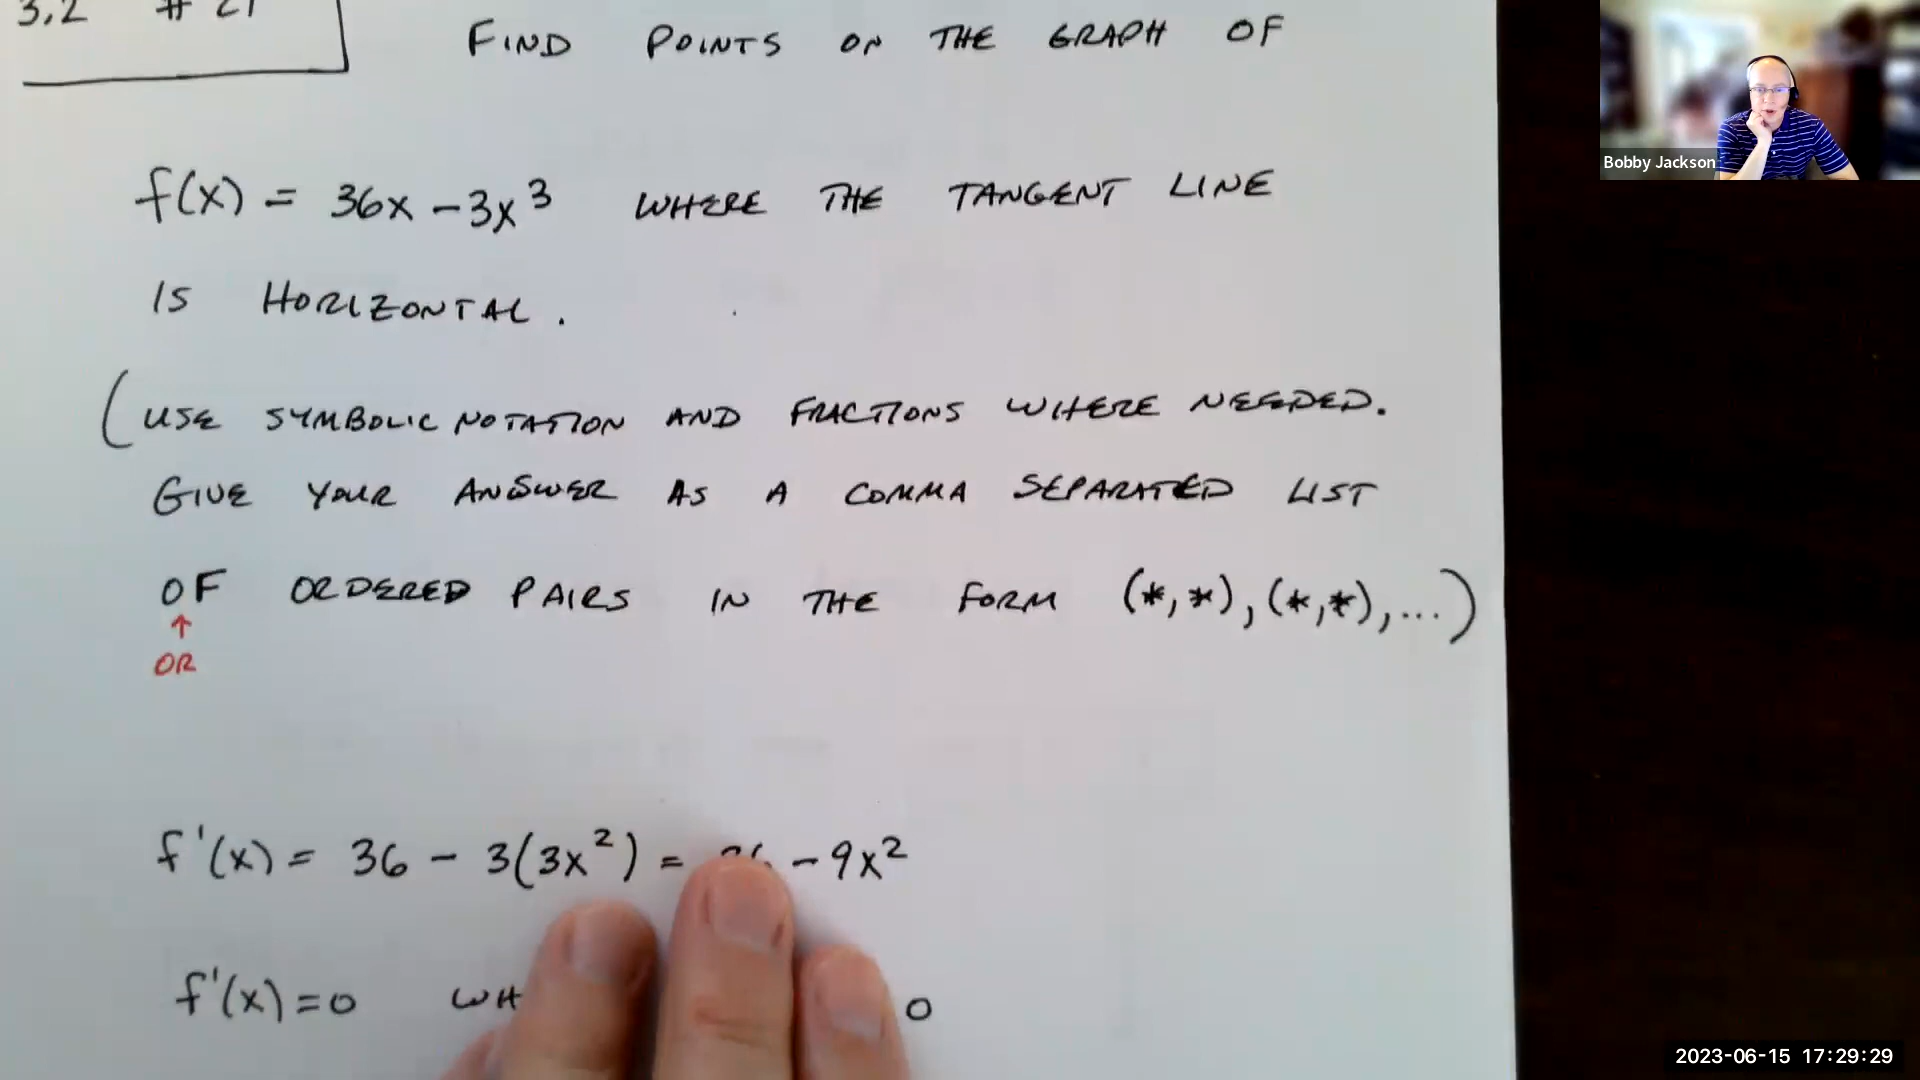 3.2 # 21
FIND POINTS ON THE GRAPH OF
f(x) = 36x - 3x³ WHERE THE TANGENT LINE
IS HORIZONTAL.
(USE SYMBOLIC NOTATION AND FRACTIONS WHERE NEEDED.
GIVE YOUR ANSWER AS A COMMA SEPARATED LIST
OF ORDERED PAIRS IN THE FORM (*,*), (*,*), ...)
↑
OR
f'(x) = 36 - 3(3x²) = 36 - 9x²
f'(x) = 0 WH 0
Bobby Jackson
2023-06-15 17:29:29